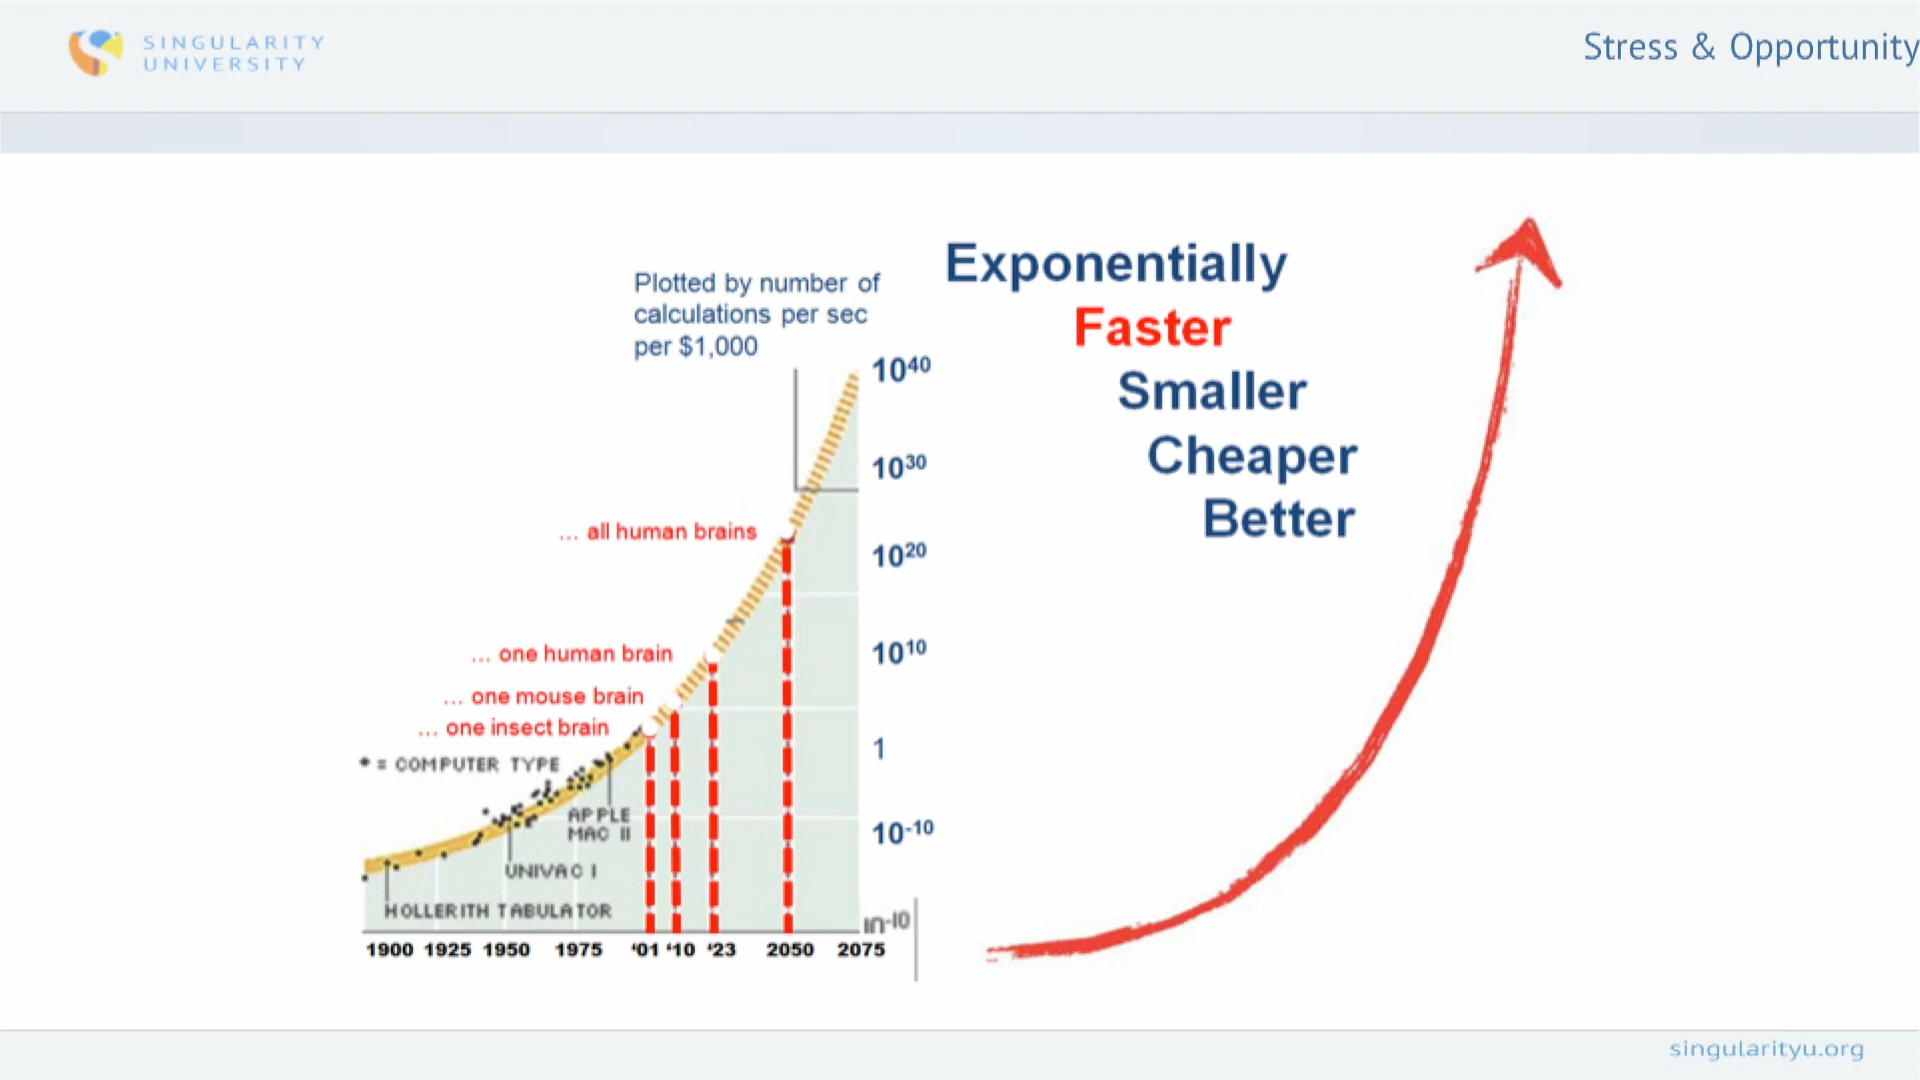 SINGULARITY
UNIVERSITY
Stress & Opportunity
Plotted by number of
calculations per sec
per $1,000
Exponentially
Faster
Smaller
Cheaper
Better
10⁴⁰
10³⁰
10²⁰
10¹⁰
1
10⁻¹⁰
... all human brains
... one human brain
... one mouse brain
... one insect brain
= COMPUTER TYPE
APPLE
MAC II
UNIVAC I
HOLLERITH TABULATOR
1900 1925 1950 1975 '01 '10 '23 2050 2075
singularityu.org